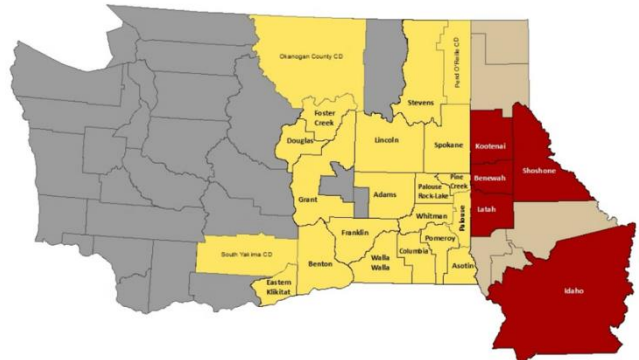 Okanogan County CD
Pend O'Reille CD
Stevens
Foster
Creek
Douglas
Lincoln
Spokane
Kootenai
Shoshone
Benewah
Grant
Adams
Palouse
Rock-Lake
Pine
Creek
Latah
Whitman
Palouse
Franklin
Pomeroy
South Yakima CD
Benton
Walla
Walla
Columbia
Asotin
Eastern
Klikitat
Idaho